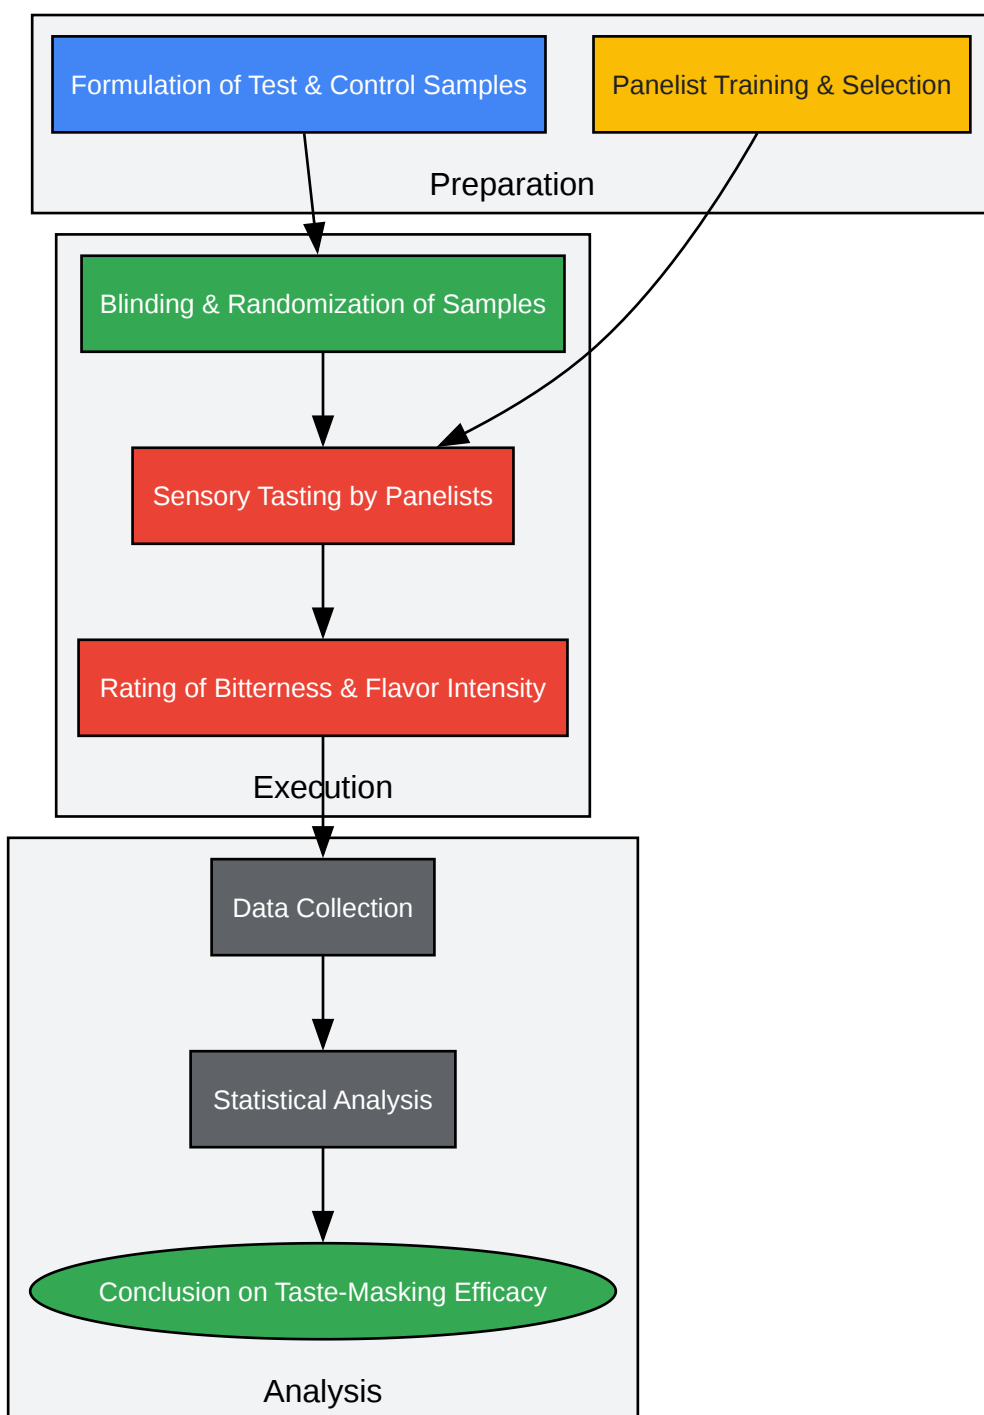 Formulation of Test & Control Samples
Panelist Training & Selection
Preparation
Blinding & Randomization of Samples
Sensory Tasting by Panelists
Rating of Bitterness & Flavor Intensity
Execution
Data Collection
Statistical Analysis
Conclusion on Taste-Masking Efficacy
Analysis